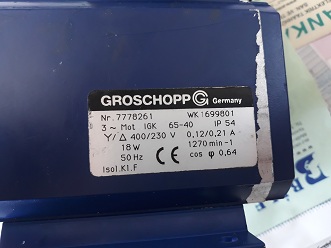 GROSCHOPP G Germany
Nr. 7778261 WK 1699801
3 ~ Mot IGK 65-40 IP 54
Y/Δ 400/230 V 0,12/0,21 A
18 W 1270 min-1
50 Hz cos φ 0,64
Isol.Kl.F CE